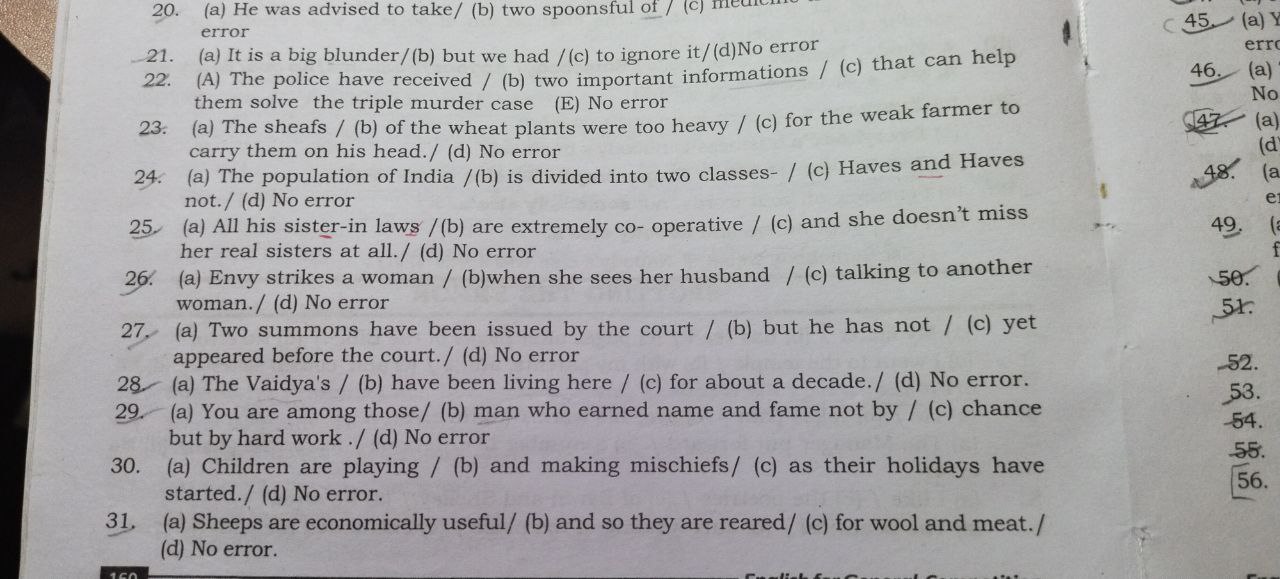 20. (a) He was advised to take/ (b) two spoonsful of / (c)
error
21. (a) It is a big blunder/(b) but we had /(c) to ignore it/(d)No error
22. (A) The police have received / (b) two important informations / (c) that can help
them solve the triple murder case (E) No error
23. (a) The sheafs / (b) of the wheat plants were too heavy / (c) for the weak farmer to
carry them on his head./ (d) No error
24. (a) The population of India /(b) is divided into two classes- / (c) Haves and Haves
not./ (d) No error
25. (a) All his sister-in laws /(b) are extremely co- operative / (c) and she doesn't miss
her real sisters at all./ (d) No error
26. (a) Envy strikes a woman / (b)when she sees her husband / (c) talking to another
woman./ (d) No error
27. (a) Two summons have been issued by the court / (b) but he has not / (c) yet
appeared before the court./ (d) No error
28. (a) The Vaidya's / (b) have been living here / (c) for about a decade./ (d) No error.
29. (a) You are among those/ (b) man who earned name and fame not by / (c) chance
but by hard work ./ (d) No error
30. (a) Children are playing / (b) and making mischiefs/ (c) as their holidays have
started./ (d) No error.
31. (a) Sheeps are economically useful/ (b) and so they are reared/ (c) for wool and meat./
(d) No error.
45. (a)
46. (a)
No
47. (a)
(d
48. (a
49.
50.
51.
52.
53.
54.
55.
56.